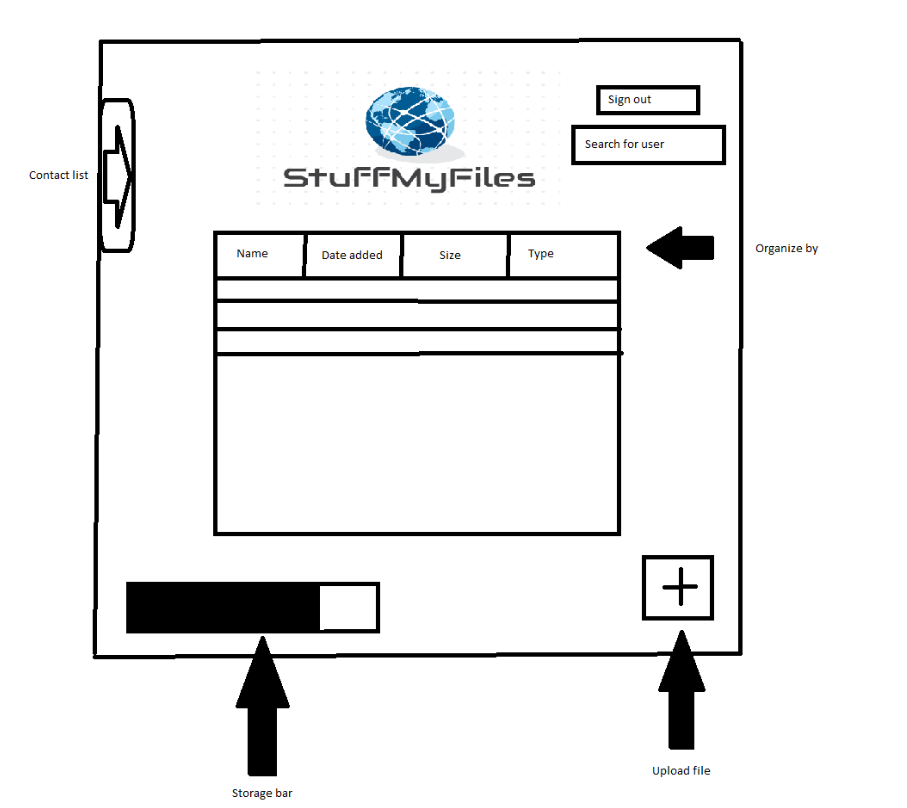 Sign out
Search for user
Contact list
StuffMyFiles
Organize by
Name Date added Size Type
Storage bar
Upload file